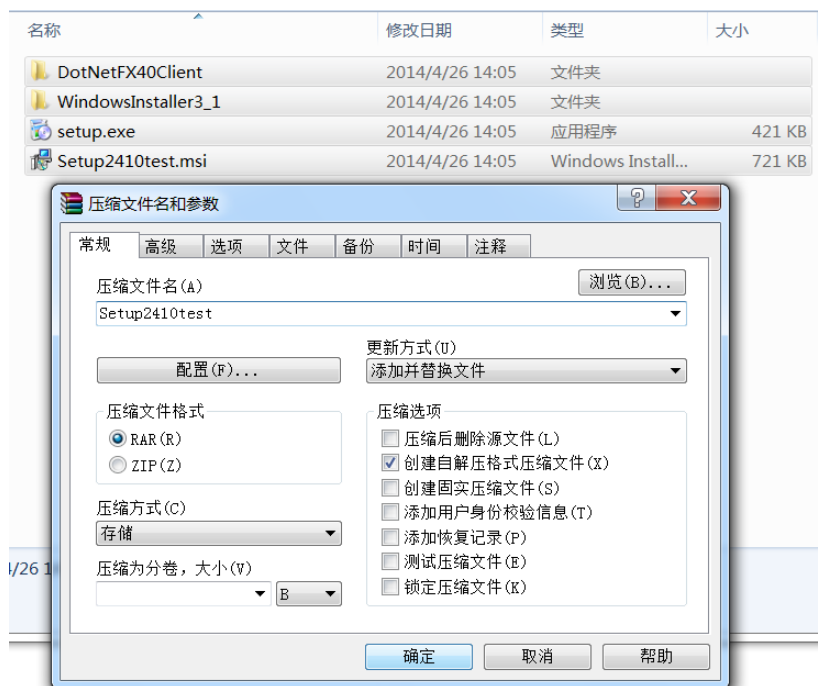 名称 修改日期 类型 大小
DotNetFX40Client 2014/4/26 14:05 文件夹
WindowsInstaller3_1 2014/4/26 14:05 文件夹
setup.exe 2014/4/26 14:05 应用程序 421 KB
Setup2410test.msi 2014/4/26 14:05 Windows Install... 721 KB
压缩文件名和参数
常规 高级 选项 文件 备份 时间 注释
压缩文件名(A) 浏览(B)...
Setup2410test
更新方式(U)
配置(F)... 添加并替换文件
压缩文件格式 压缩选项
RAR(R) 压缩后删除源文件(L)
ZIP(Z) 创建自解压格式压缩文件(X)
创建固实压缩文件(S)
压缩方式(C) 添加用户身份校验信息(T)
存储 添加恢复记录(P)
压缩为分卷，大小(V) 测试压缩文件(E)
B 锁定压缩文件(K)
/26 1
确定 取消 帮助